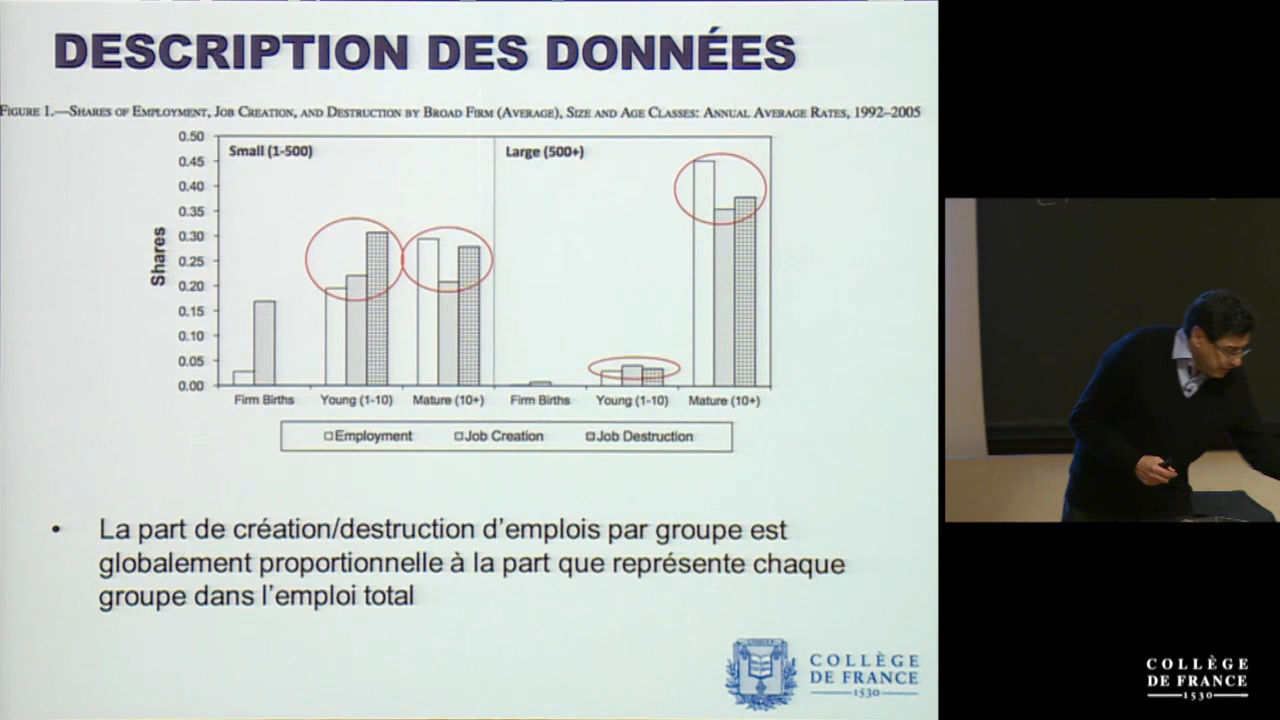 DESCRIPTION DES DONNÉES
FIGURE 1.—SHARES OF EMPLOYMENT, JOB CREATION, AND DESTRUCTION BY BROAD FIRM (AVERAGE), SIZE AND AGE CLASSES: ANNUAL AVERAGE RATES, 1992–2005
Small (1-500)
Large (500+)
Shares
0.50
0.45
0.40
0.35
0.30
0.25
0.20
0.15
0.10
0.05
0.00
Firm Births Young (1-10) Mature (10+) Firm Births Young (1-10) Mature (10+)
Employment Job Creation Job Destruction
• La part de création/destruction d'emplois par groupe est
globalement proportionnelle à la part que représente chaque
groupe dans l'emploi total
COLLÈGE
DE FRANCE
1530
COLLÈGE
DE FRANCE
1530